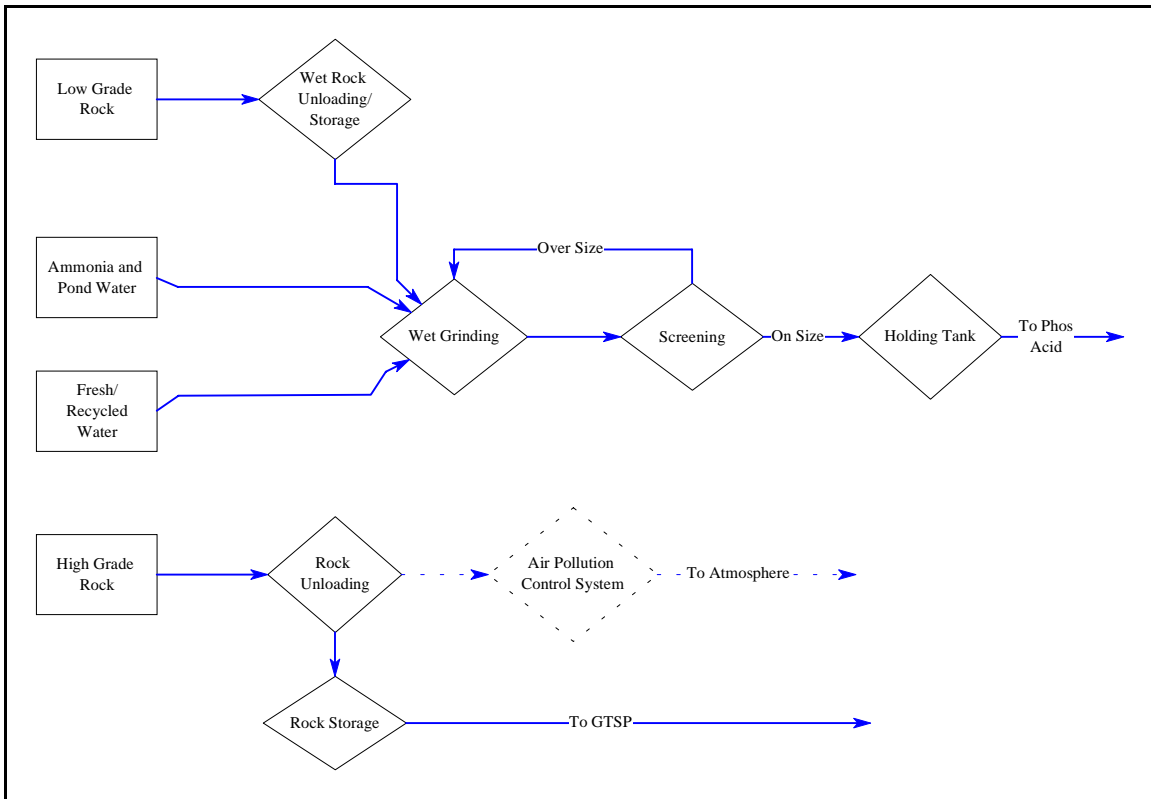 Low Grade
Rock
Wet Rock
Unloading/
Storage
Ammonia and
Pond Water
Over Size
Wet Grinding
Screening
On Size
Holding Tank
To Phos
Acid
Fresh/
Recycled
Water
High Grade
Rock
Rock
Unloading
Air Pollution
Control System
To Atmosphere
Rock Storage
To GTSP